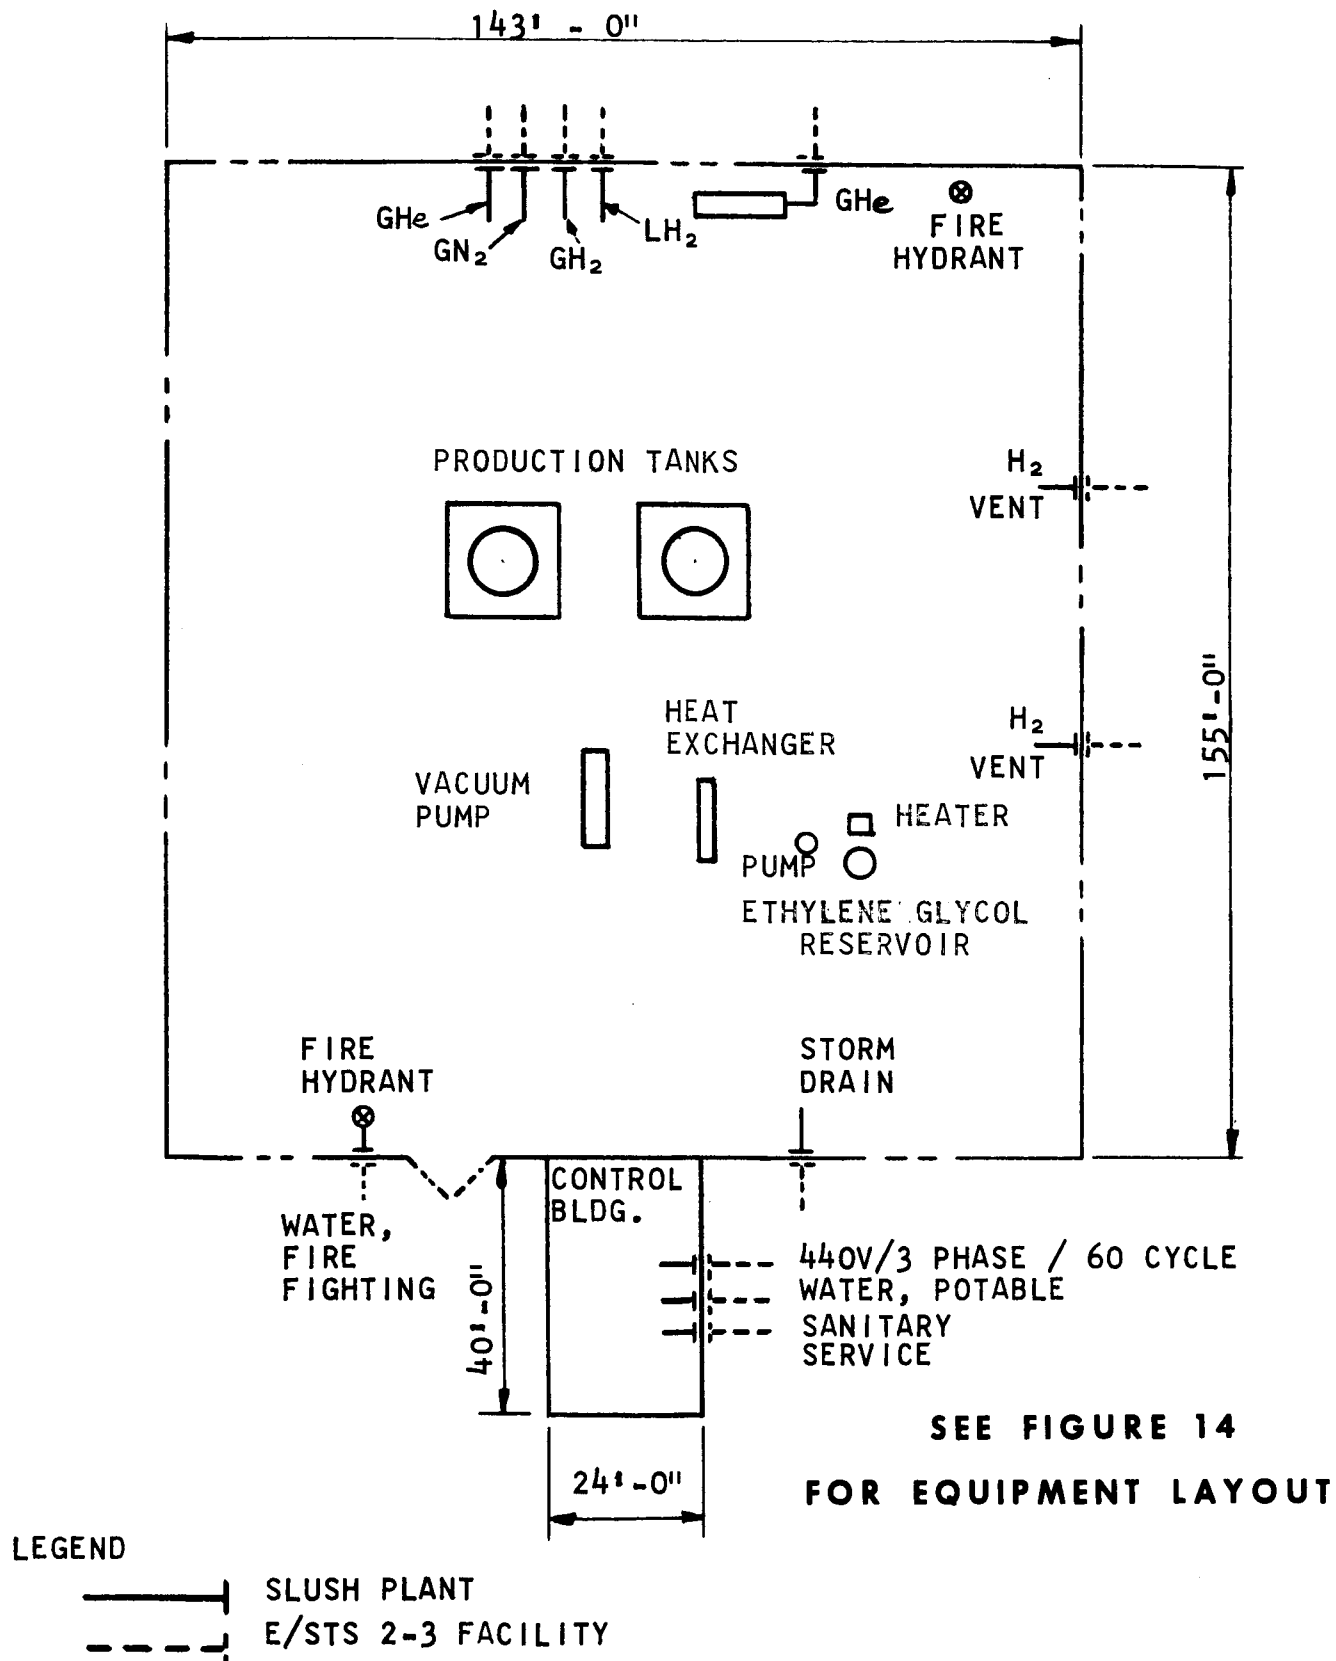 143' - 0"
GHe
GN₂
GH₂
LH₂
GHe
FIRE
HYDRANT
PRODUCTION TANKS
H₂
VENT
HEAT
EXCHANGER
H₂
VENT
155'-0"
VACUUM
PUMP
HEATER
PUMP
ETHYLENE GLYCOL
RESERVOIR
FIRE
HYDRANT
STORM
DRAIN
CONTROL
BLDG.
WATER,
FIRE
FIGHTING
40'-0"
440V/3 PHASE / 60 CYCLE
WATER, POTABLE
SANITARY
SERVICE
24'-0"
SEE FIGURE 14
FOR EQUIPMENT LAYOUT
LEGEND
SLUSH PLANT
E/STS 2-3 FACILITY